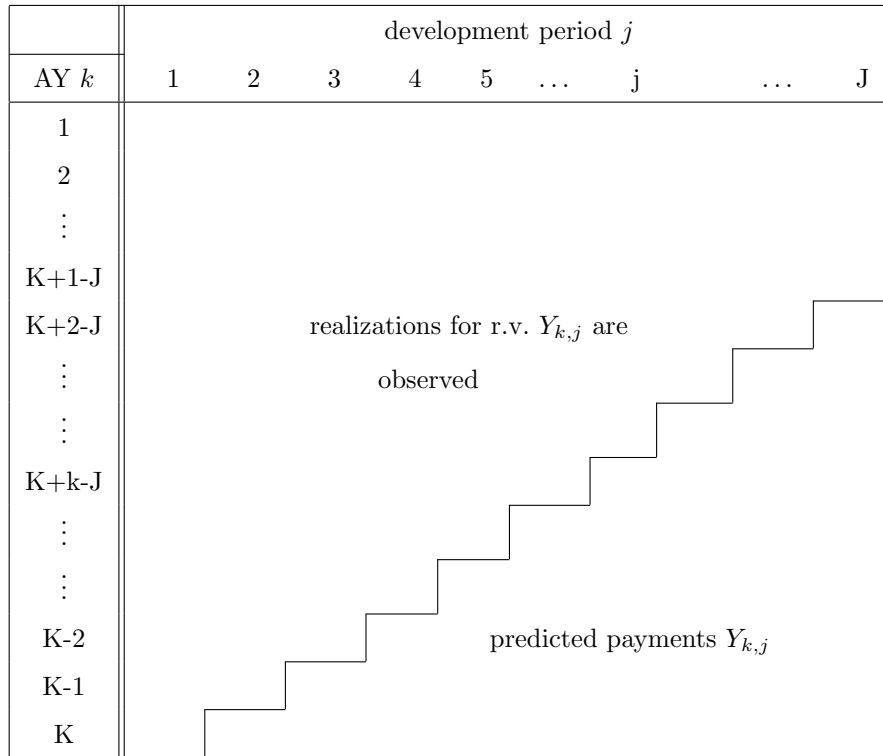 development period j
AY k 1 2 3 4 5 ... j ... J
1
2
⋮
K+1-J
K+2-J realizations for r.v. Y_{k,j} are
⋮ observed
⋮
K+k-J
⋮
⋮
K-2 predicted payments Y_{k,j}
K-1
K